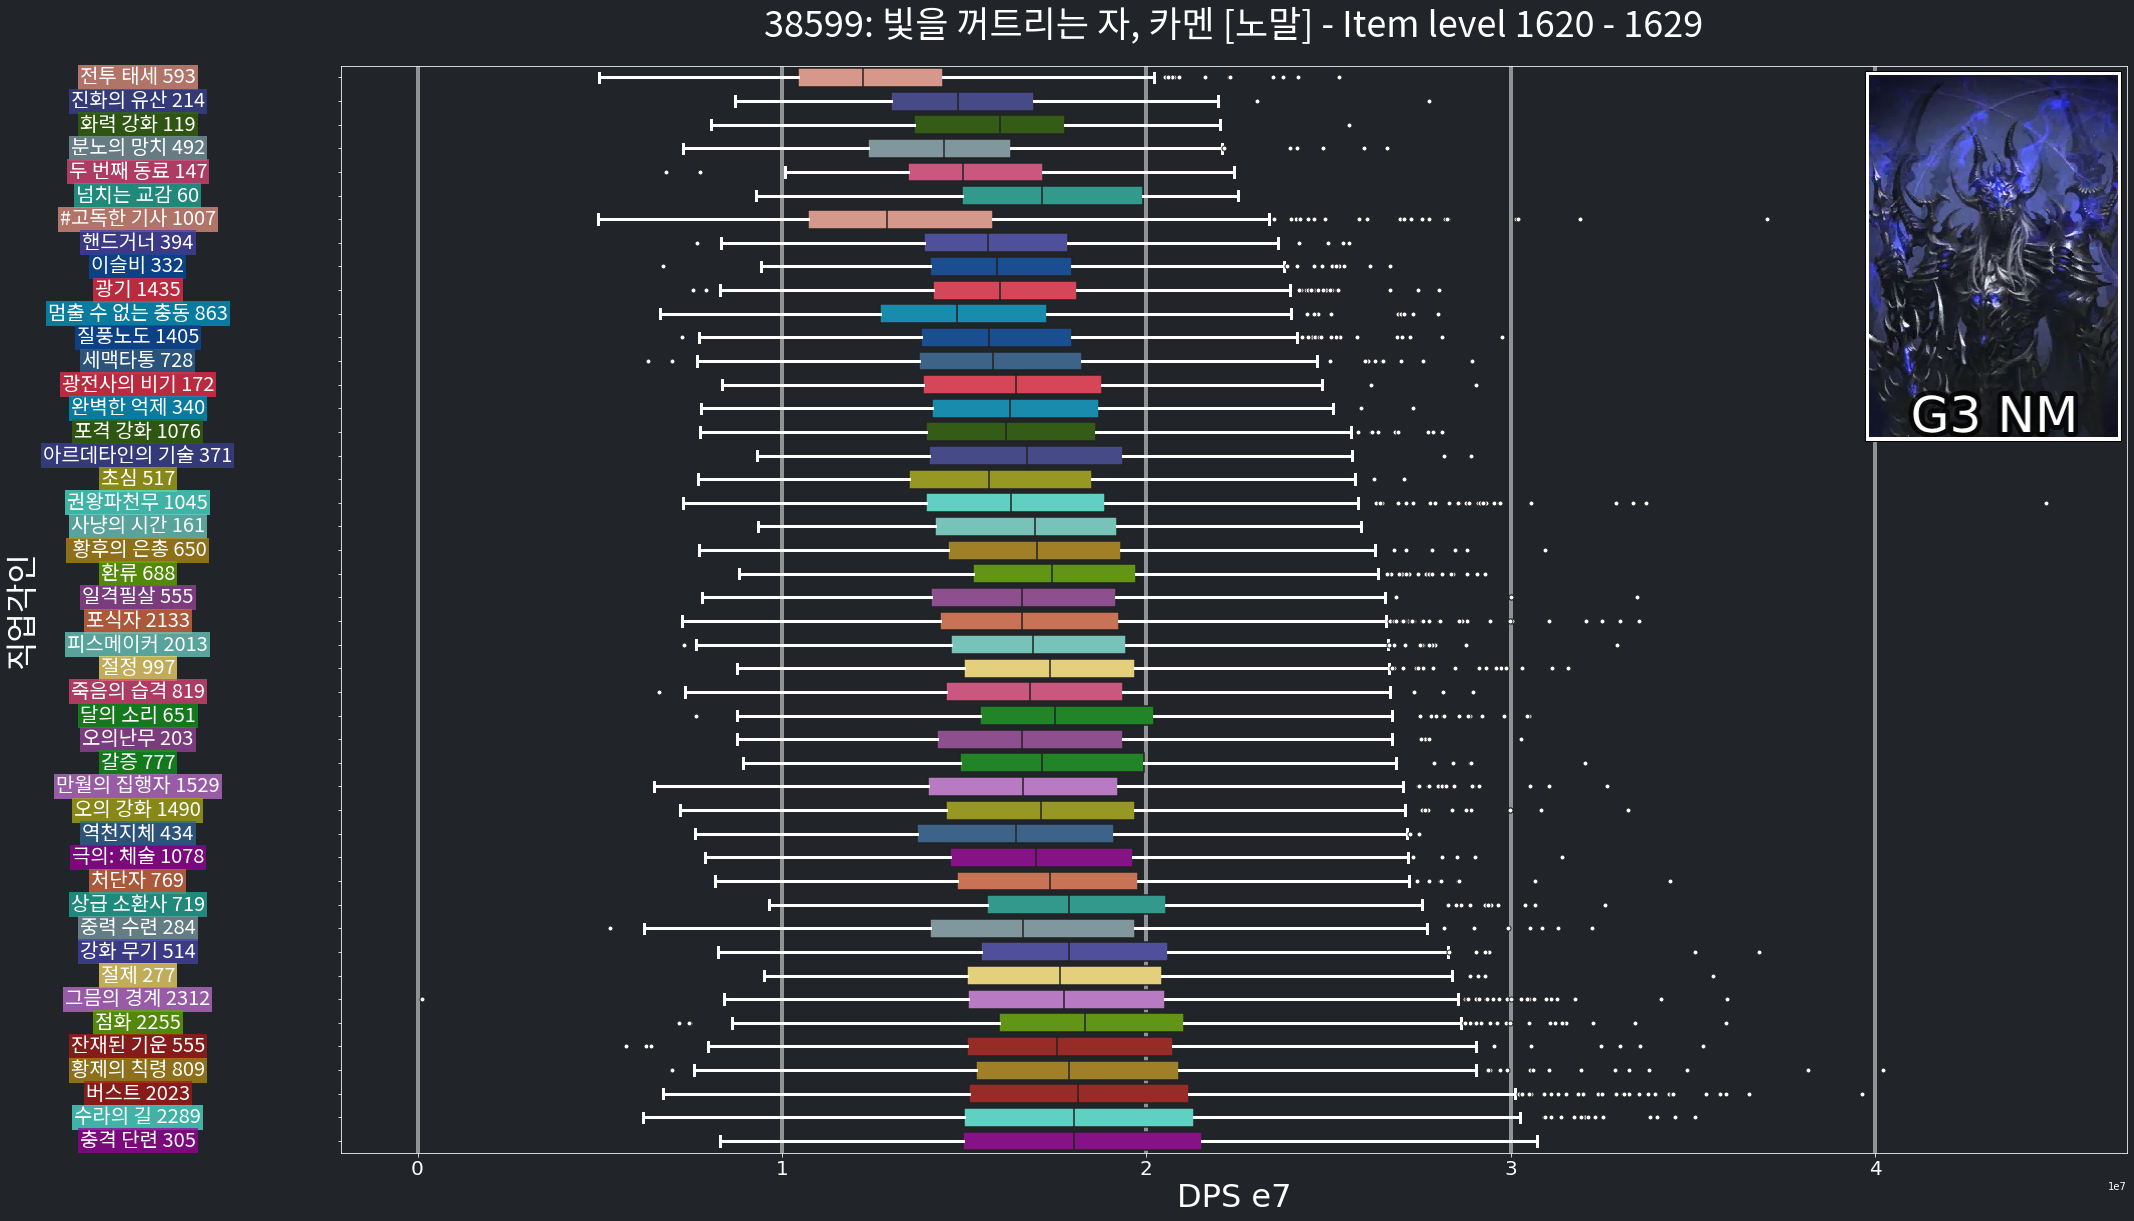 38599: 빛을 꺼트리는 자, 카멘 [노말] - Item level 1620 - 1629
전투 태세 593
진화의 유산 214
화력 강화 119
분노의 망치 492
두 번째 동료 147
넘치는 교감 60
#고독한 기사 1007
핸드거너 394
이슬비 332
광기 1435
멈출 수 없는 충동 863
질풍노도 1405
세맥타통 728
광전사의 비기 172
완벽한 억제 340
포격 강화 1076
아르데타인의 기술 371
초심 517
권왕파천무 1045
사냥의 시간 161
황후의 은총 650
환류 688
일격필살 555
포식자 2133
피스메이커 2013
절정 997
죽음의 습격 819
달의 소리 651
오의난무 203
갈증 777
만월의 집행자 1529
오의 강화 1490
역천지체 434
극의: 체술 1078
처단자 769
상급 소환사 719
중력 수련 284
강화 무기 514
절제 277
그믐의 경계 2312
점화 2255
잔재된 기운 555
황제의 칙령 809
버스트 2023
수라의 길 2289
충격 단련 305
직업각인
G3 NM
0 1 2 3 4
DPS e7
1e7